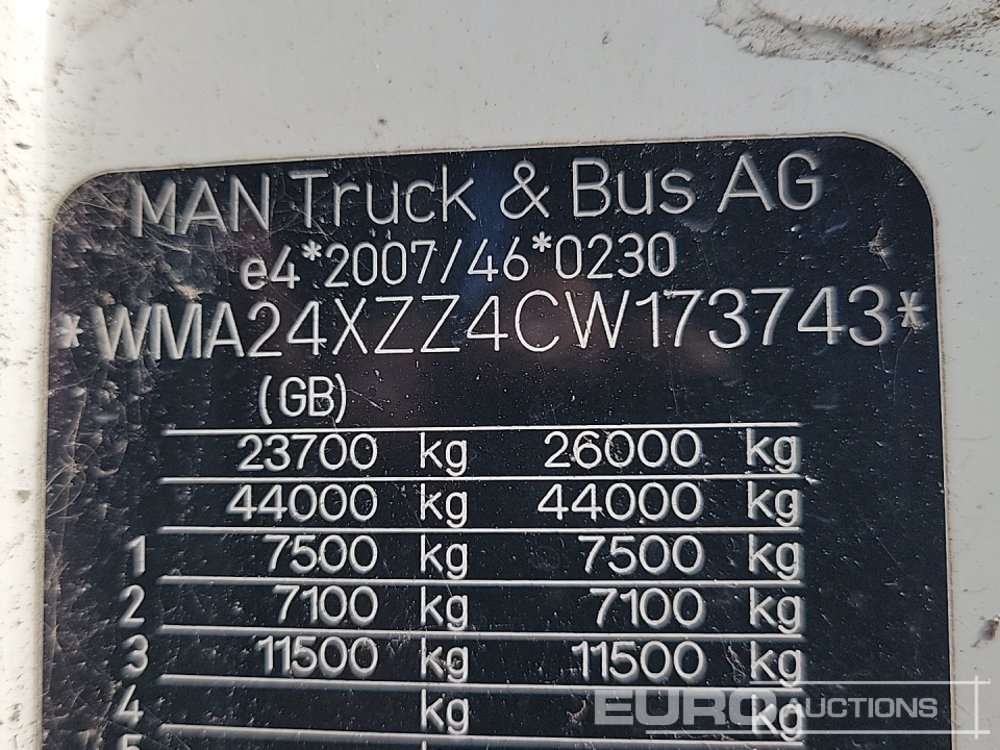 MAN Truck & Bus AG
e4*2007/46*0230
*WMA24XZZ4CW173743*
(GB)
23700 kg 26000 kg
44000 kg 44000 kg
1 7500 kg 7500 kg
2 7100 kg 7100 kg
3 11500 kg 11500 kg
4 kg kg
EURO AUCTIONS